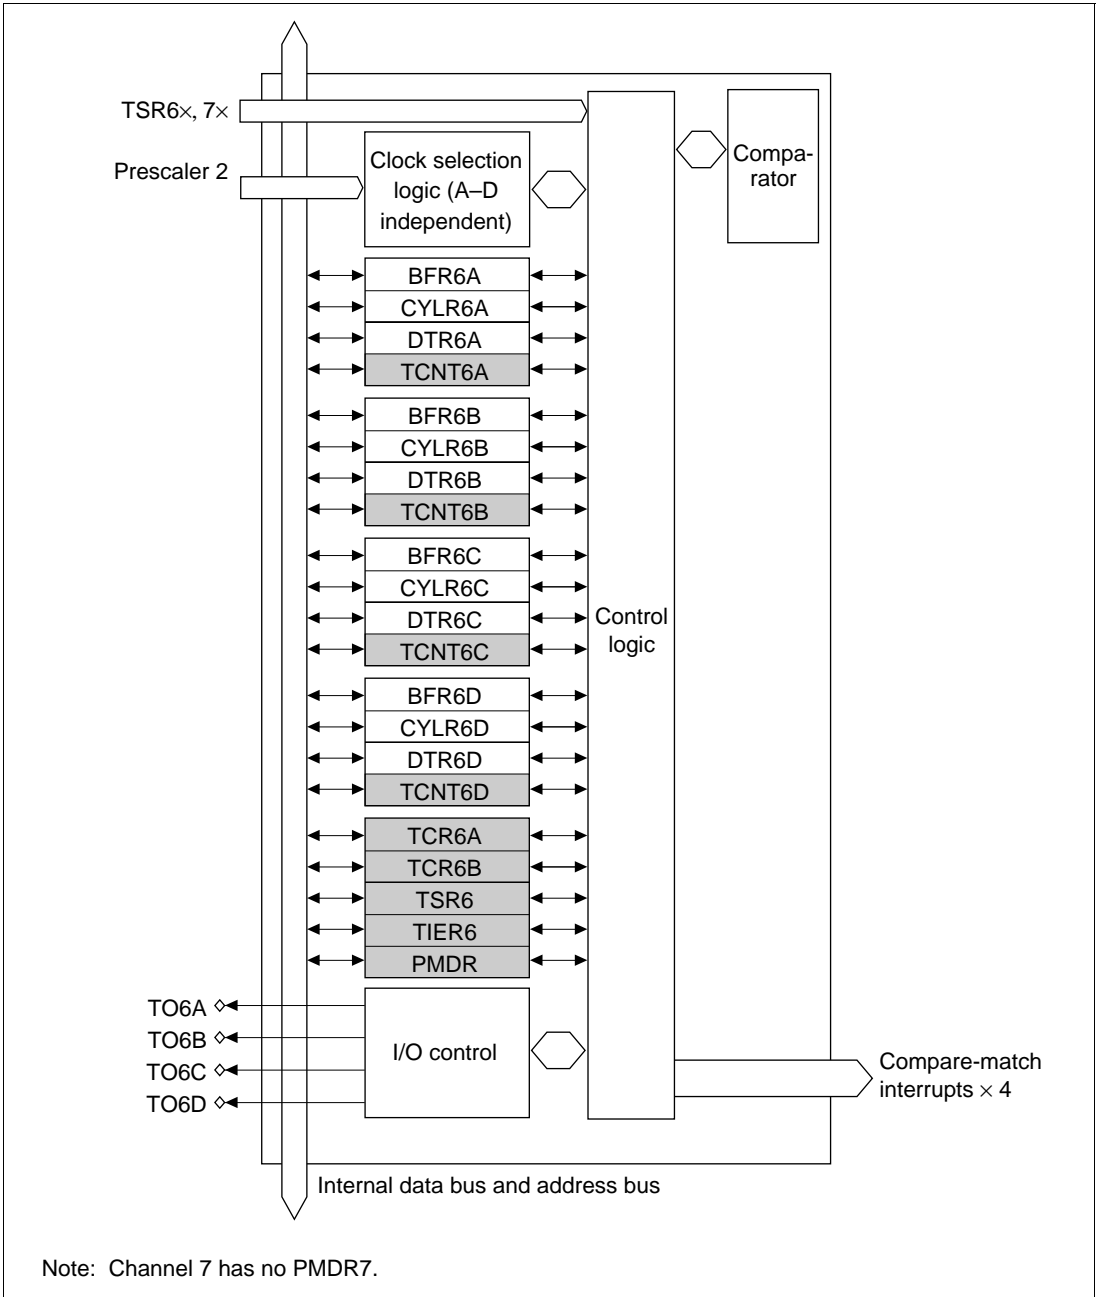 TSR6×, 7×
Prescaler 2
Clock selection
logic (A–D
independent)
Compa-
rator
BFR6A
CYLR6A
DTR6A
TCNT6A
BFR6B
CYLR6B
DTR6B
TCNT6B
BFR6C
CYLR6C
DTR6C
TCNT6C
Control
logic
BFR6D
CYLR6D
DTR6D
TCNT6D
TCR6A
TCR6B
TSR6
TIER6
PMDR
TO6A
TO6B
TO6C
TO6D
I/O control
Compare-match
interrupts × 4
Internal data bus and address bus
Note: Channel 7 has no PMDR7.